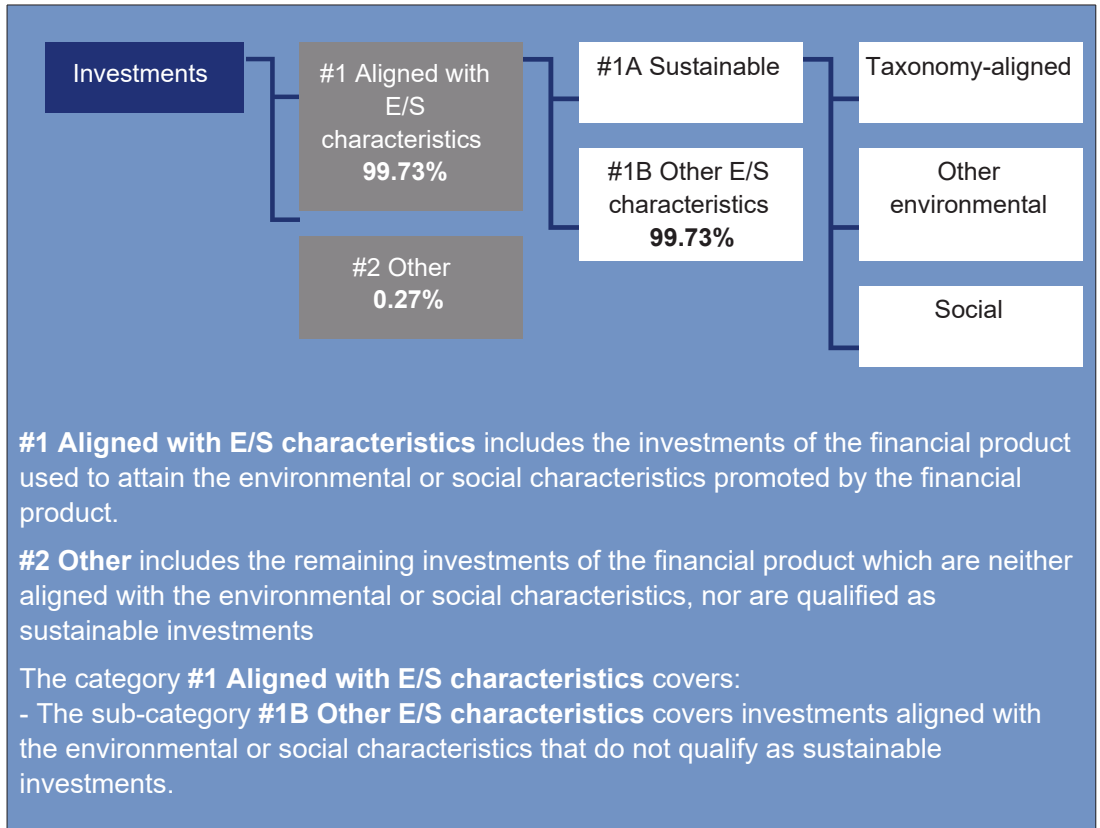 Investments
#1 Aligned with
E/S
characteristics
99.73%
#2 Other
0.27%
#1A Sustainable
#1B Other E/S
characteristics
99.73%
Taxonomy-aligned
Other
environmental
Social
#1 Aligned with E/S characteristics includes the investments of the financial product
used to attain the environmental or social characteristics promoted by the financial
product.
#2 Other includes the remaining investments of the financial product which are neither
aligned with the environmental or social characteristics, nor are qualified as
sustainable investments
The category #1 Aligned with E/S characteristics covers:
- The sub-category #1B Other E/S characteristics covers investments aligned with
the environmental or social characteristics that do not qualify as sustainable
investments.